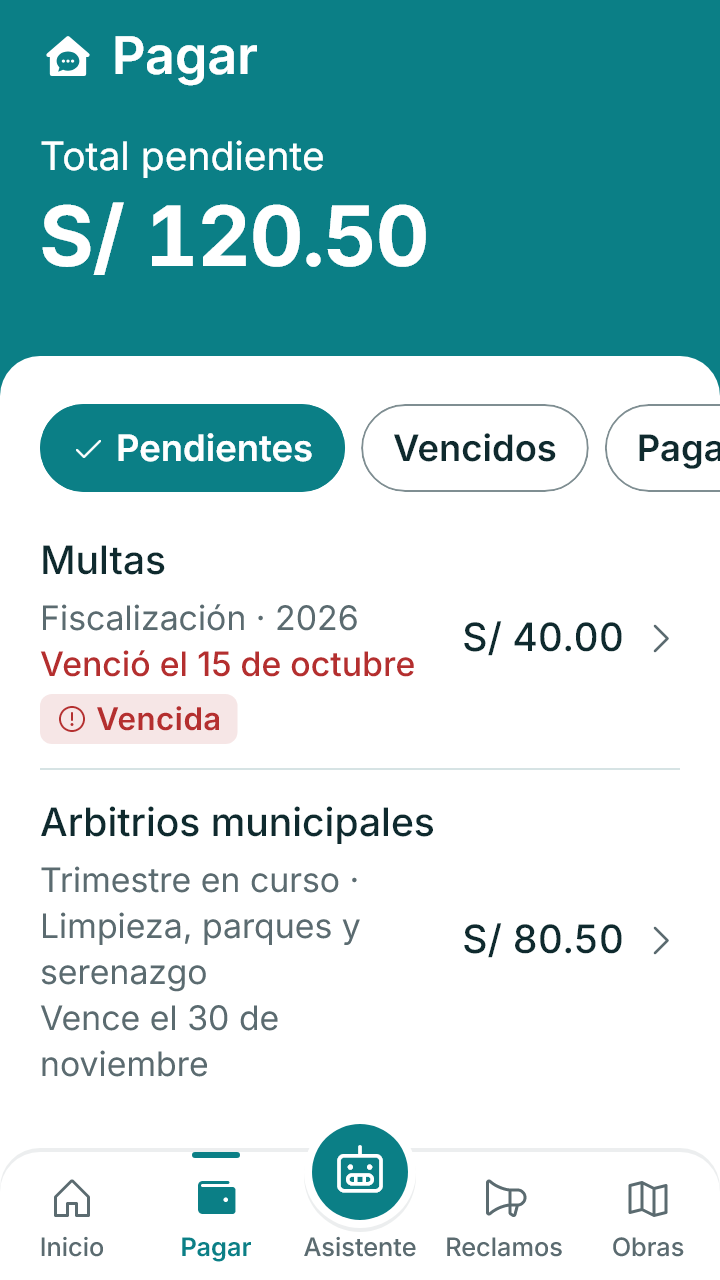 Pagar
Total pendiente
S/ 120.50
Pendientes
Vencidos
Paga
Multas
Fiscalización · 2026
S/ 40.00
Venció el 15 de octubre
Vencida
Arbitrios municipales
Trimestre en curso ·
Limpieza, parques y
serenazgo
S/ 80.50
Vence el 30 de
noviembre
Inicio
Pagar
Asistente
Reclamos
Obras